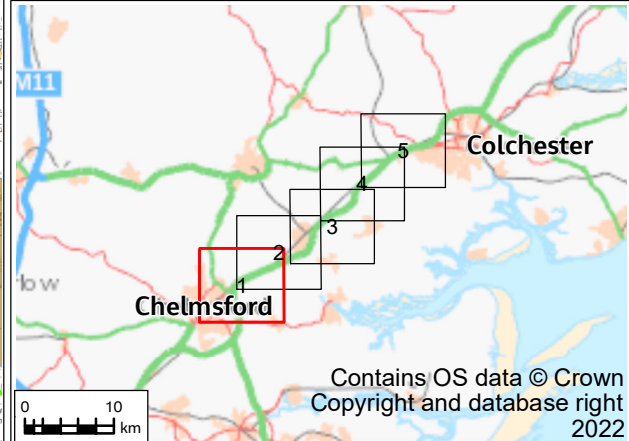 M11
Colchester
5
4
3
2
1
low
Chelmsford
0 10
km
Contains OS data © Crown
Copyright and database right
2022